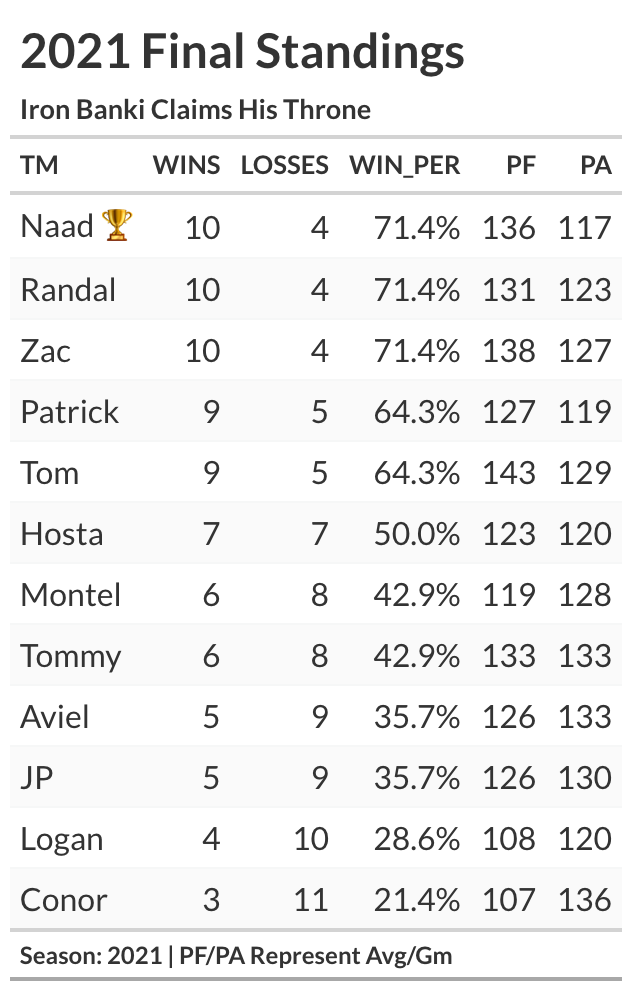 2021 Final Standings
Iron Banki Claims His Throne
TM WINS LOSSES WIN_PER PF PA
Naad 🏆 10 4 71.4% 136 117
Randal 10 4 71.4% 131 123
Zac 10 4 71.4% 138 127
Patrick 9 5 64.3% 127 119
Tom 9 5 64.3% 143 129
Hosta 7 7 50.0% 123 120
Montel 6 8 42.9% 119 128
Tommy 6 8 42.9% 133 133
Aviel 5 9 35.7% 126 133
JP 5 9 35.7% 126 130
Logan 4 10 28.6% 108 120
Conor 3 11 21.4% 107 136
Season: 2021 | PF/PA Represent Avg/Gm